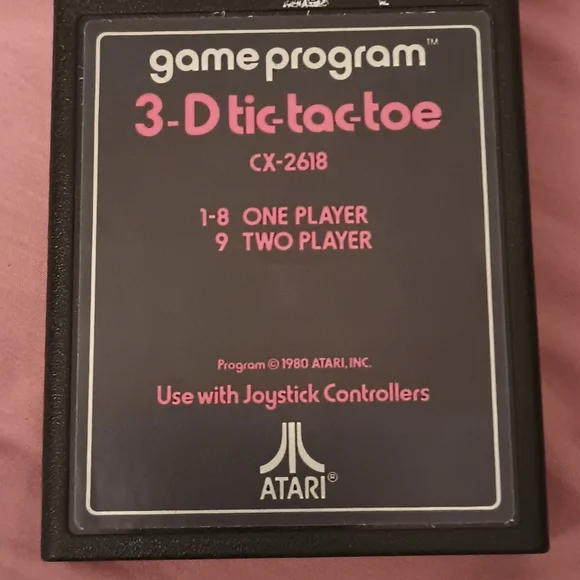 game program™
3-D tic-tac-toe
CX-2618
1-8 ONE PLAYER
9 TWO PLAYER
Program © 1980 ATARI, INC.
Use with Joystick Controllers
ATARI®